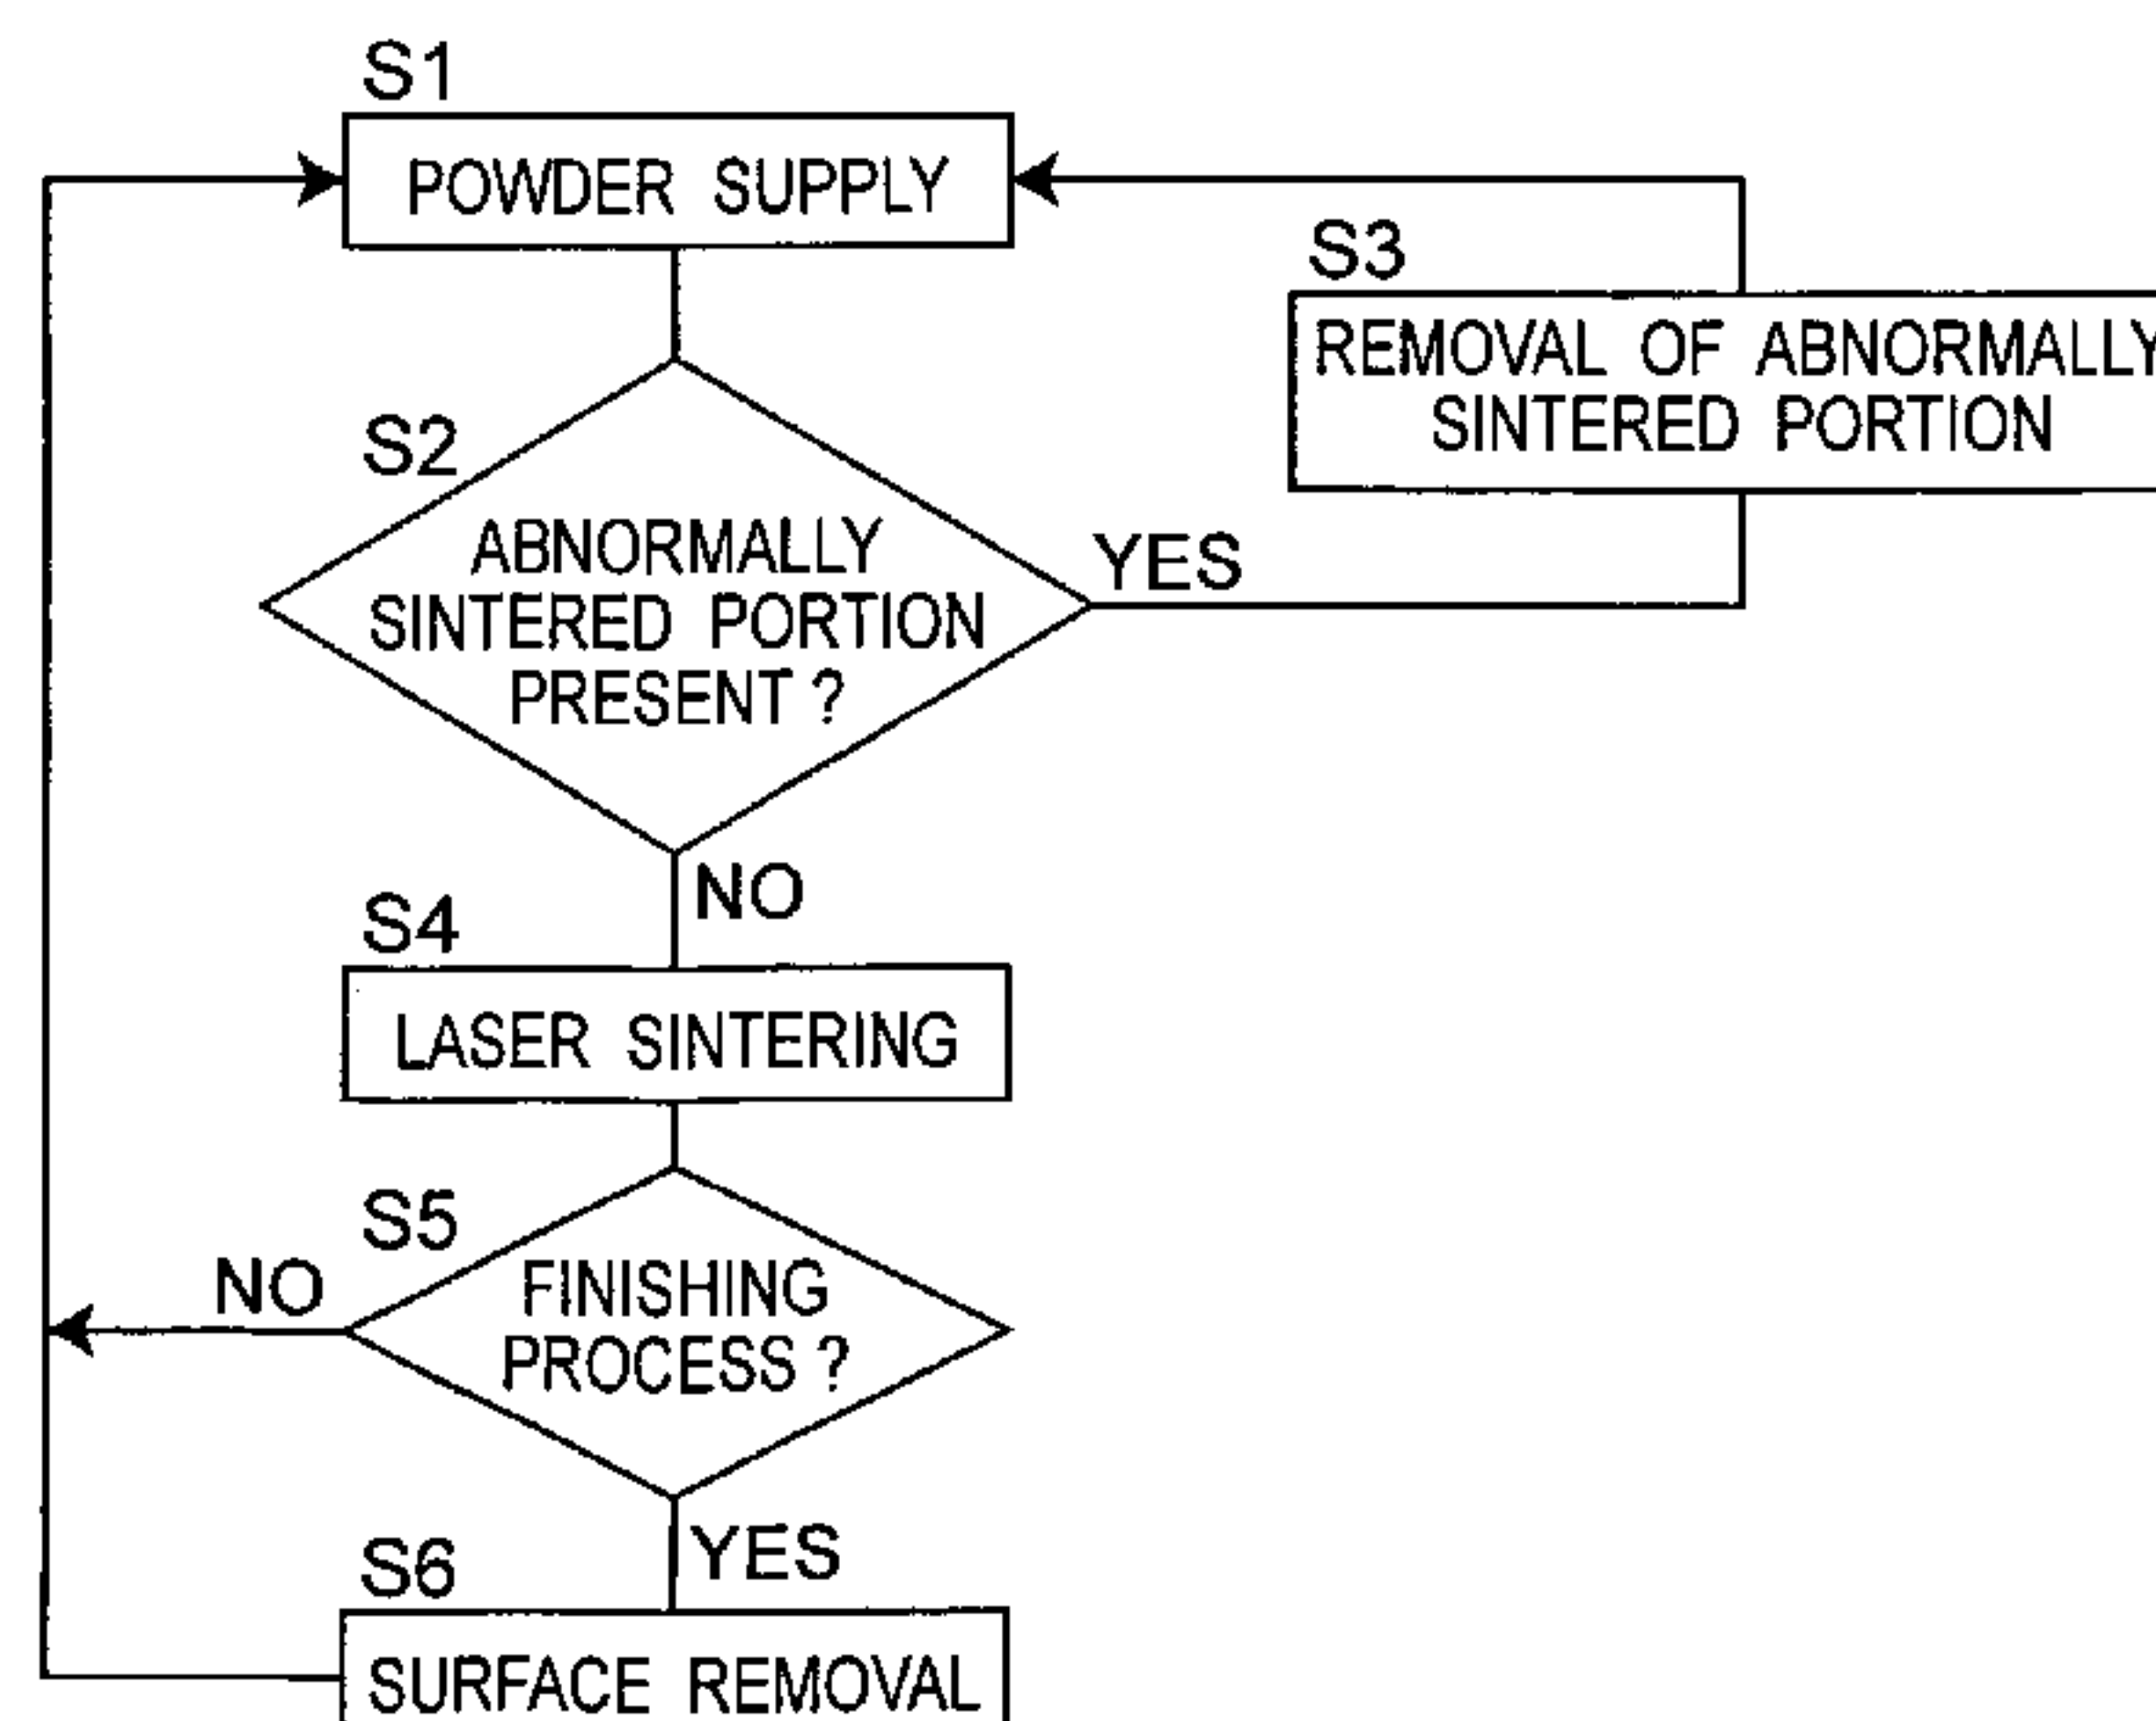 S1
POWDER SUPPLY
S3
REMOVAL OF ABNORMALLY
SINTERED PORTION
S2
ABNORMALLY
SINTERED PORTION
PRESENT ?
YES
NO
S4
LASER SINTERING
S5
FINISHING
PROCESS ?
NO
YES
S6
SURFACE REMOVAL